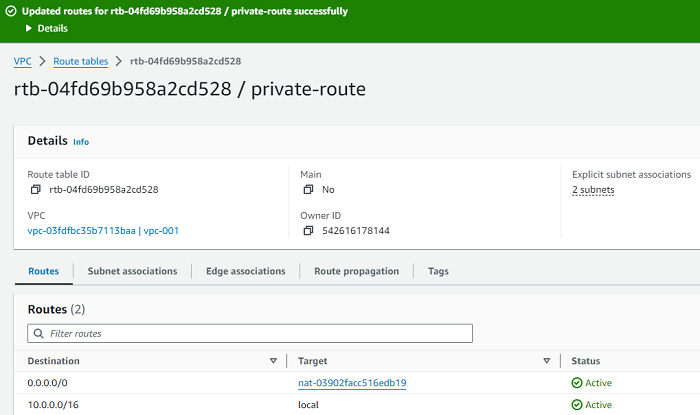 Updated routes for rtb-04fd69b958a2cd528 / private-route successfully
Details
VPC > Route tables > rtb-04fd69b958a2cd528
rtb-04fd69b958a2cd528 / private-route
Details Info
Route table ID
rtb-04fd69b958a2cd528
Main
No
Explicit subnet associations
2 subnets
VPC
vpc-03fdfbc35b7113baa | vpc-001
Owner ID
542616178144
Routes Subnet associations Edge associations Route propagation Tags
Routes (2)
Filter routes
Destination Target Status
0.0.0.0/0 nat-03902facc516edb19 Active
10.0.0.0/16 local Active